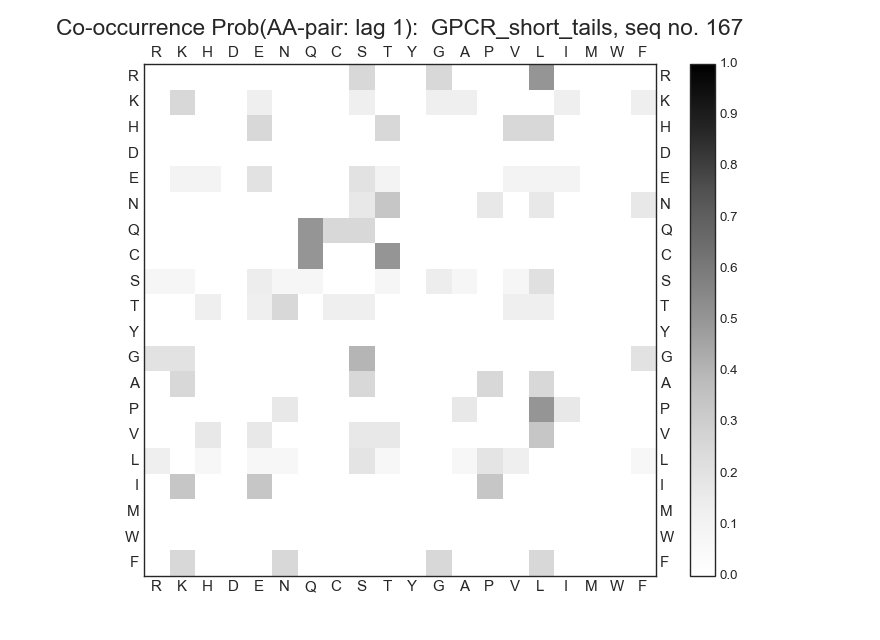 Co-occurrence Prob(AA-pair: lag 1):  GPCR_short_tails, seq no. 167
R K H D E N Q C S T Y G A P V L I M W F
R R
K K
H H
D D
E E
N N
Q Q
C C
S S
T T
Y Y
G G
A A
P P
V V
L L
I I
M M
W W
F F
R K H D E N Q C S T Y G A P V L I M W F
1.0
0.9
0.8
0.7
0.6
0.5
0.4
0.3
0.2
0.1
0.0